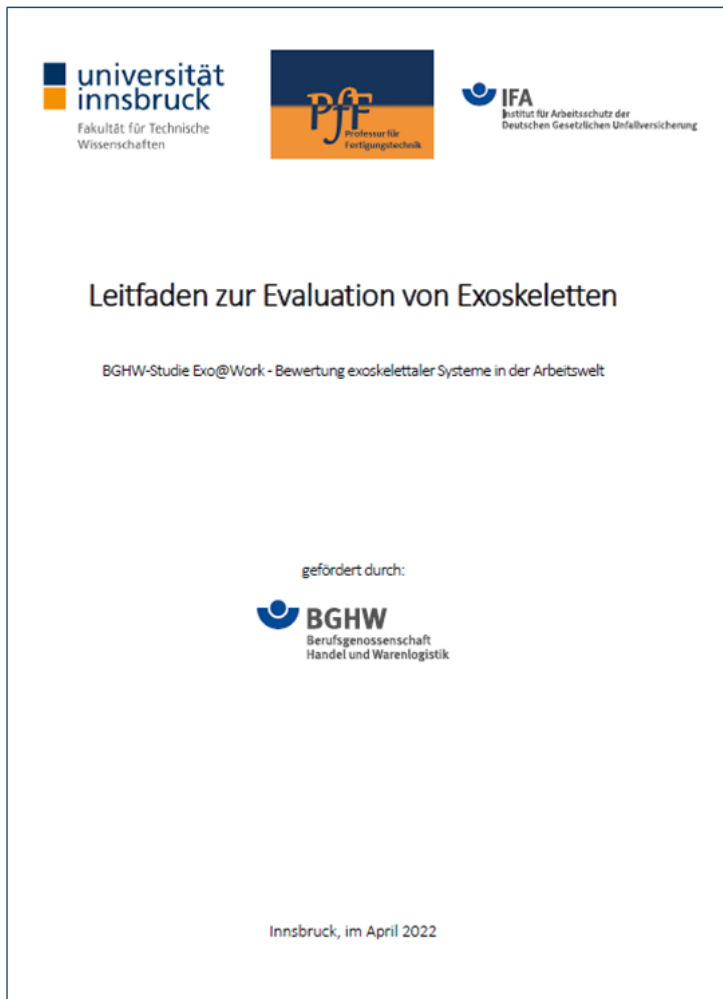 universität
innsbruck
Fakultät für Technische
Wissenschaften
PfF
Professur für
Fertigungstechnik
IFA
Institut für Arbeitsschutz der
Deutschen Gesetzlichen Unfallversicherung
Leitfaden zur Evaluation von Exoskeletten
BGHW-Studie Exo@Work - Bewertung exoskelettaler Systeme in der Arbeitswelt
gefördert durch:
BGHW
Berufsgenossenschaft
Handel und Warenlogistik
Innsbruck, im April 2022